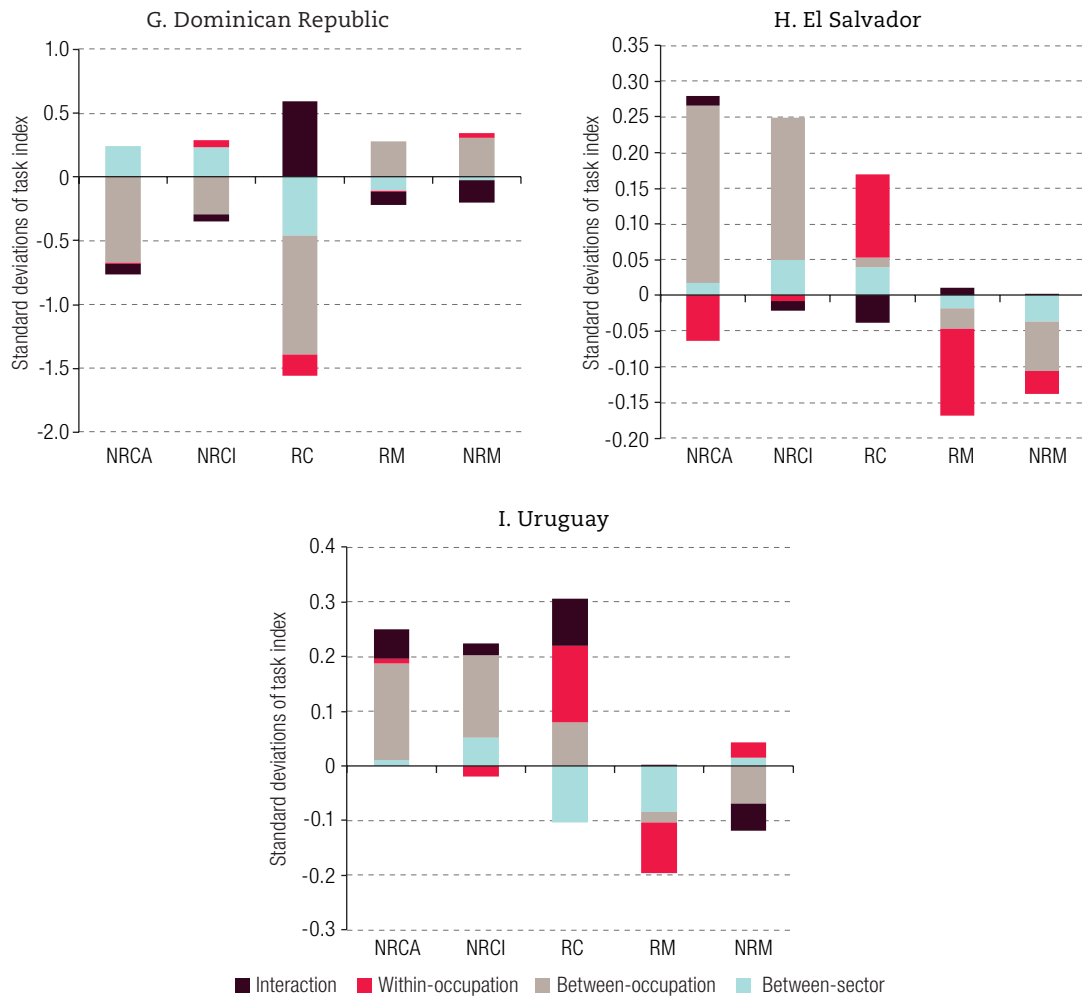 G. Dominican Republic
Standard deviations of task index
1.0
0.5
0
-0.5
-1.0
-1.5
-2.0
NRCA NRCI RC RM NRM
H. El Salvador
Standard deviations of task index
0.35
0.30
0.25
0.20
0.15
0.10
0.05
0
-0.05
-0.10
-0.15
-0.20
NRCA NRCI RC RM NRM
I. Uruguay
Standard deviations of task index
0.4
0.3
0.2
0.1
0
-0.1
-0.2
-0.3
NRCA NRCI RC RM NRM
Interaction Within-occupation Between-occupation Between-sector